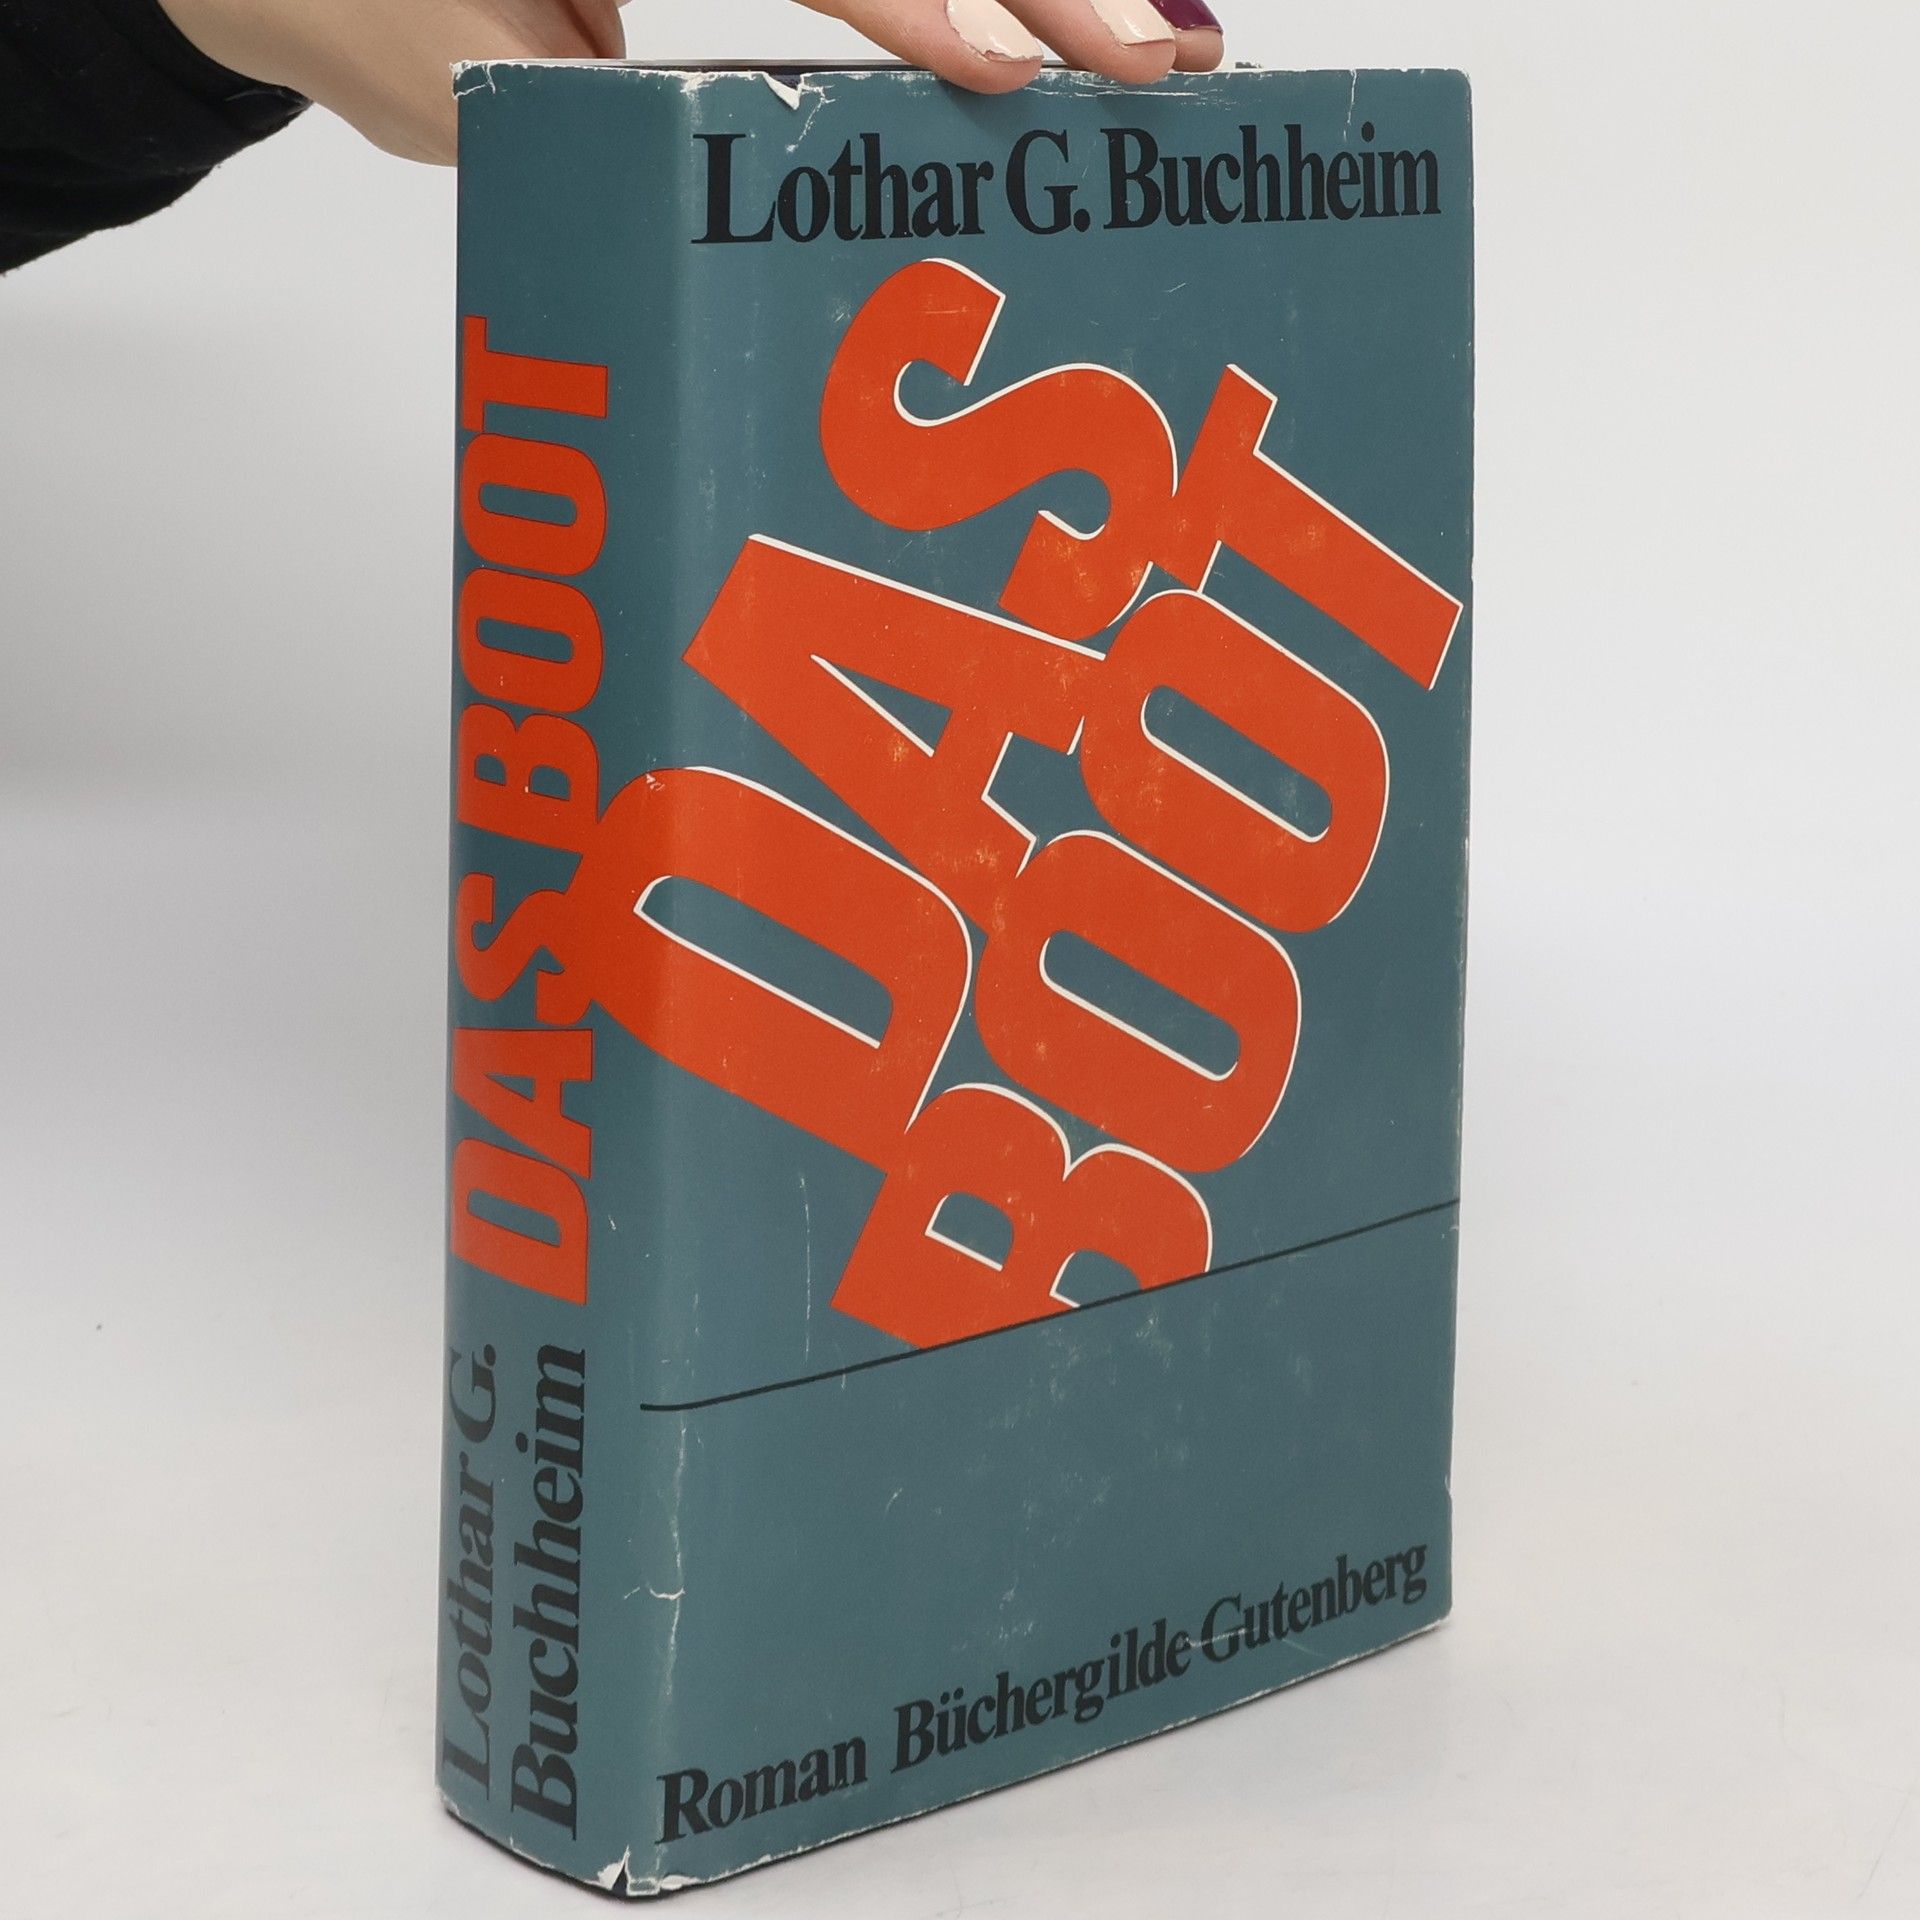 Lothar G. Buchheim
DAS
BOOT
Roman Büchergilde Gutenberg
Lothar G.
Buchheim
DAS BOOT